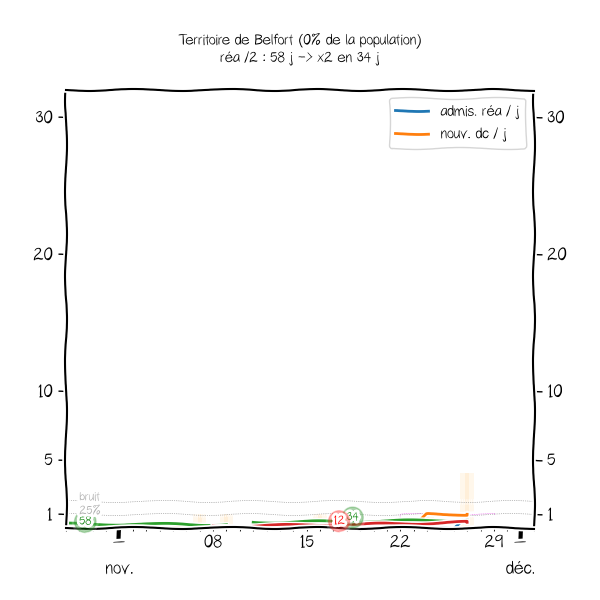 Territoire de Belfort (0% de la population)
réa /2 : 58 j -> x2 en 34 j
admis. réa / j
nouv. dc / j
30
30
20
20
10
10
5
5
bruit
25%
1
1
58
12
34
1
08
15
22
29
1
nov.
déc.